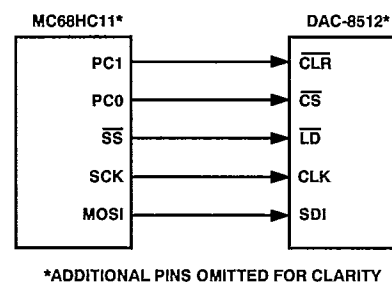 MC68HC11*
DAC-8512*
PC1
CLR
PC0
CS
SS
LD
SCK
CLK
MOSI
SDI
*ADDITIONAL PINS OMITTED FOR CLARITY